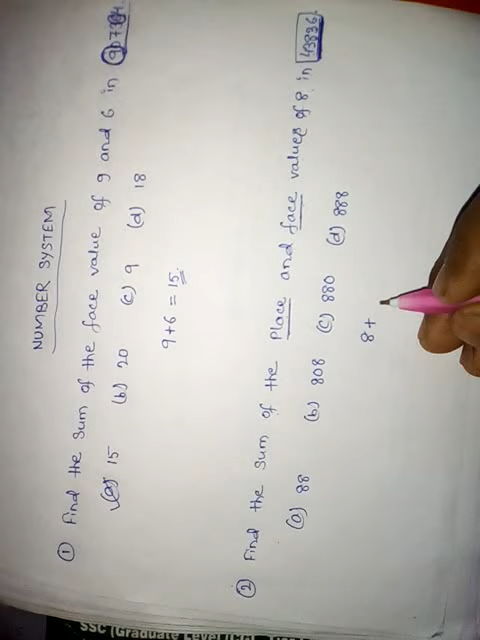 NUMBER SYSTEM
① Find the sum of the face value of 9 and 6 in
(a) 15 (b) 20 (c) 9 (d) 18
9+6 = 15.
② Find the sum of the Place and face values of 8 in 43836
(a) 88 (b) 808 (c) 880 (d) 888
8+
SSC (Graduate Level